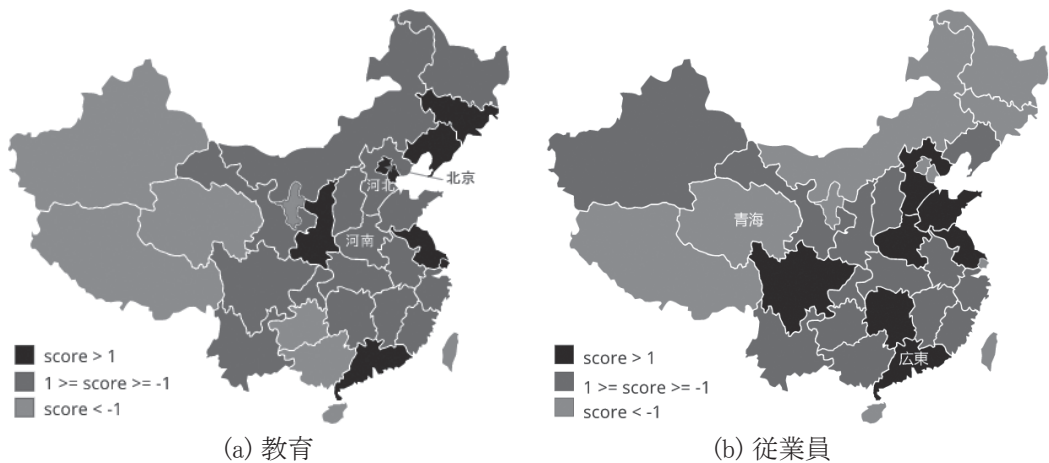 北京
河北
河南
score > 1
1 >= score >= -1
score < -1
(a) 教育
青海
広東
score > 1
1 >= score >= -1
score < -1
(b) 従業員